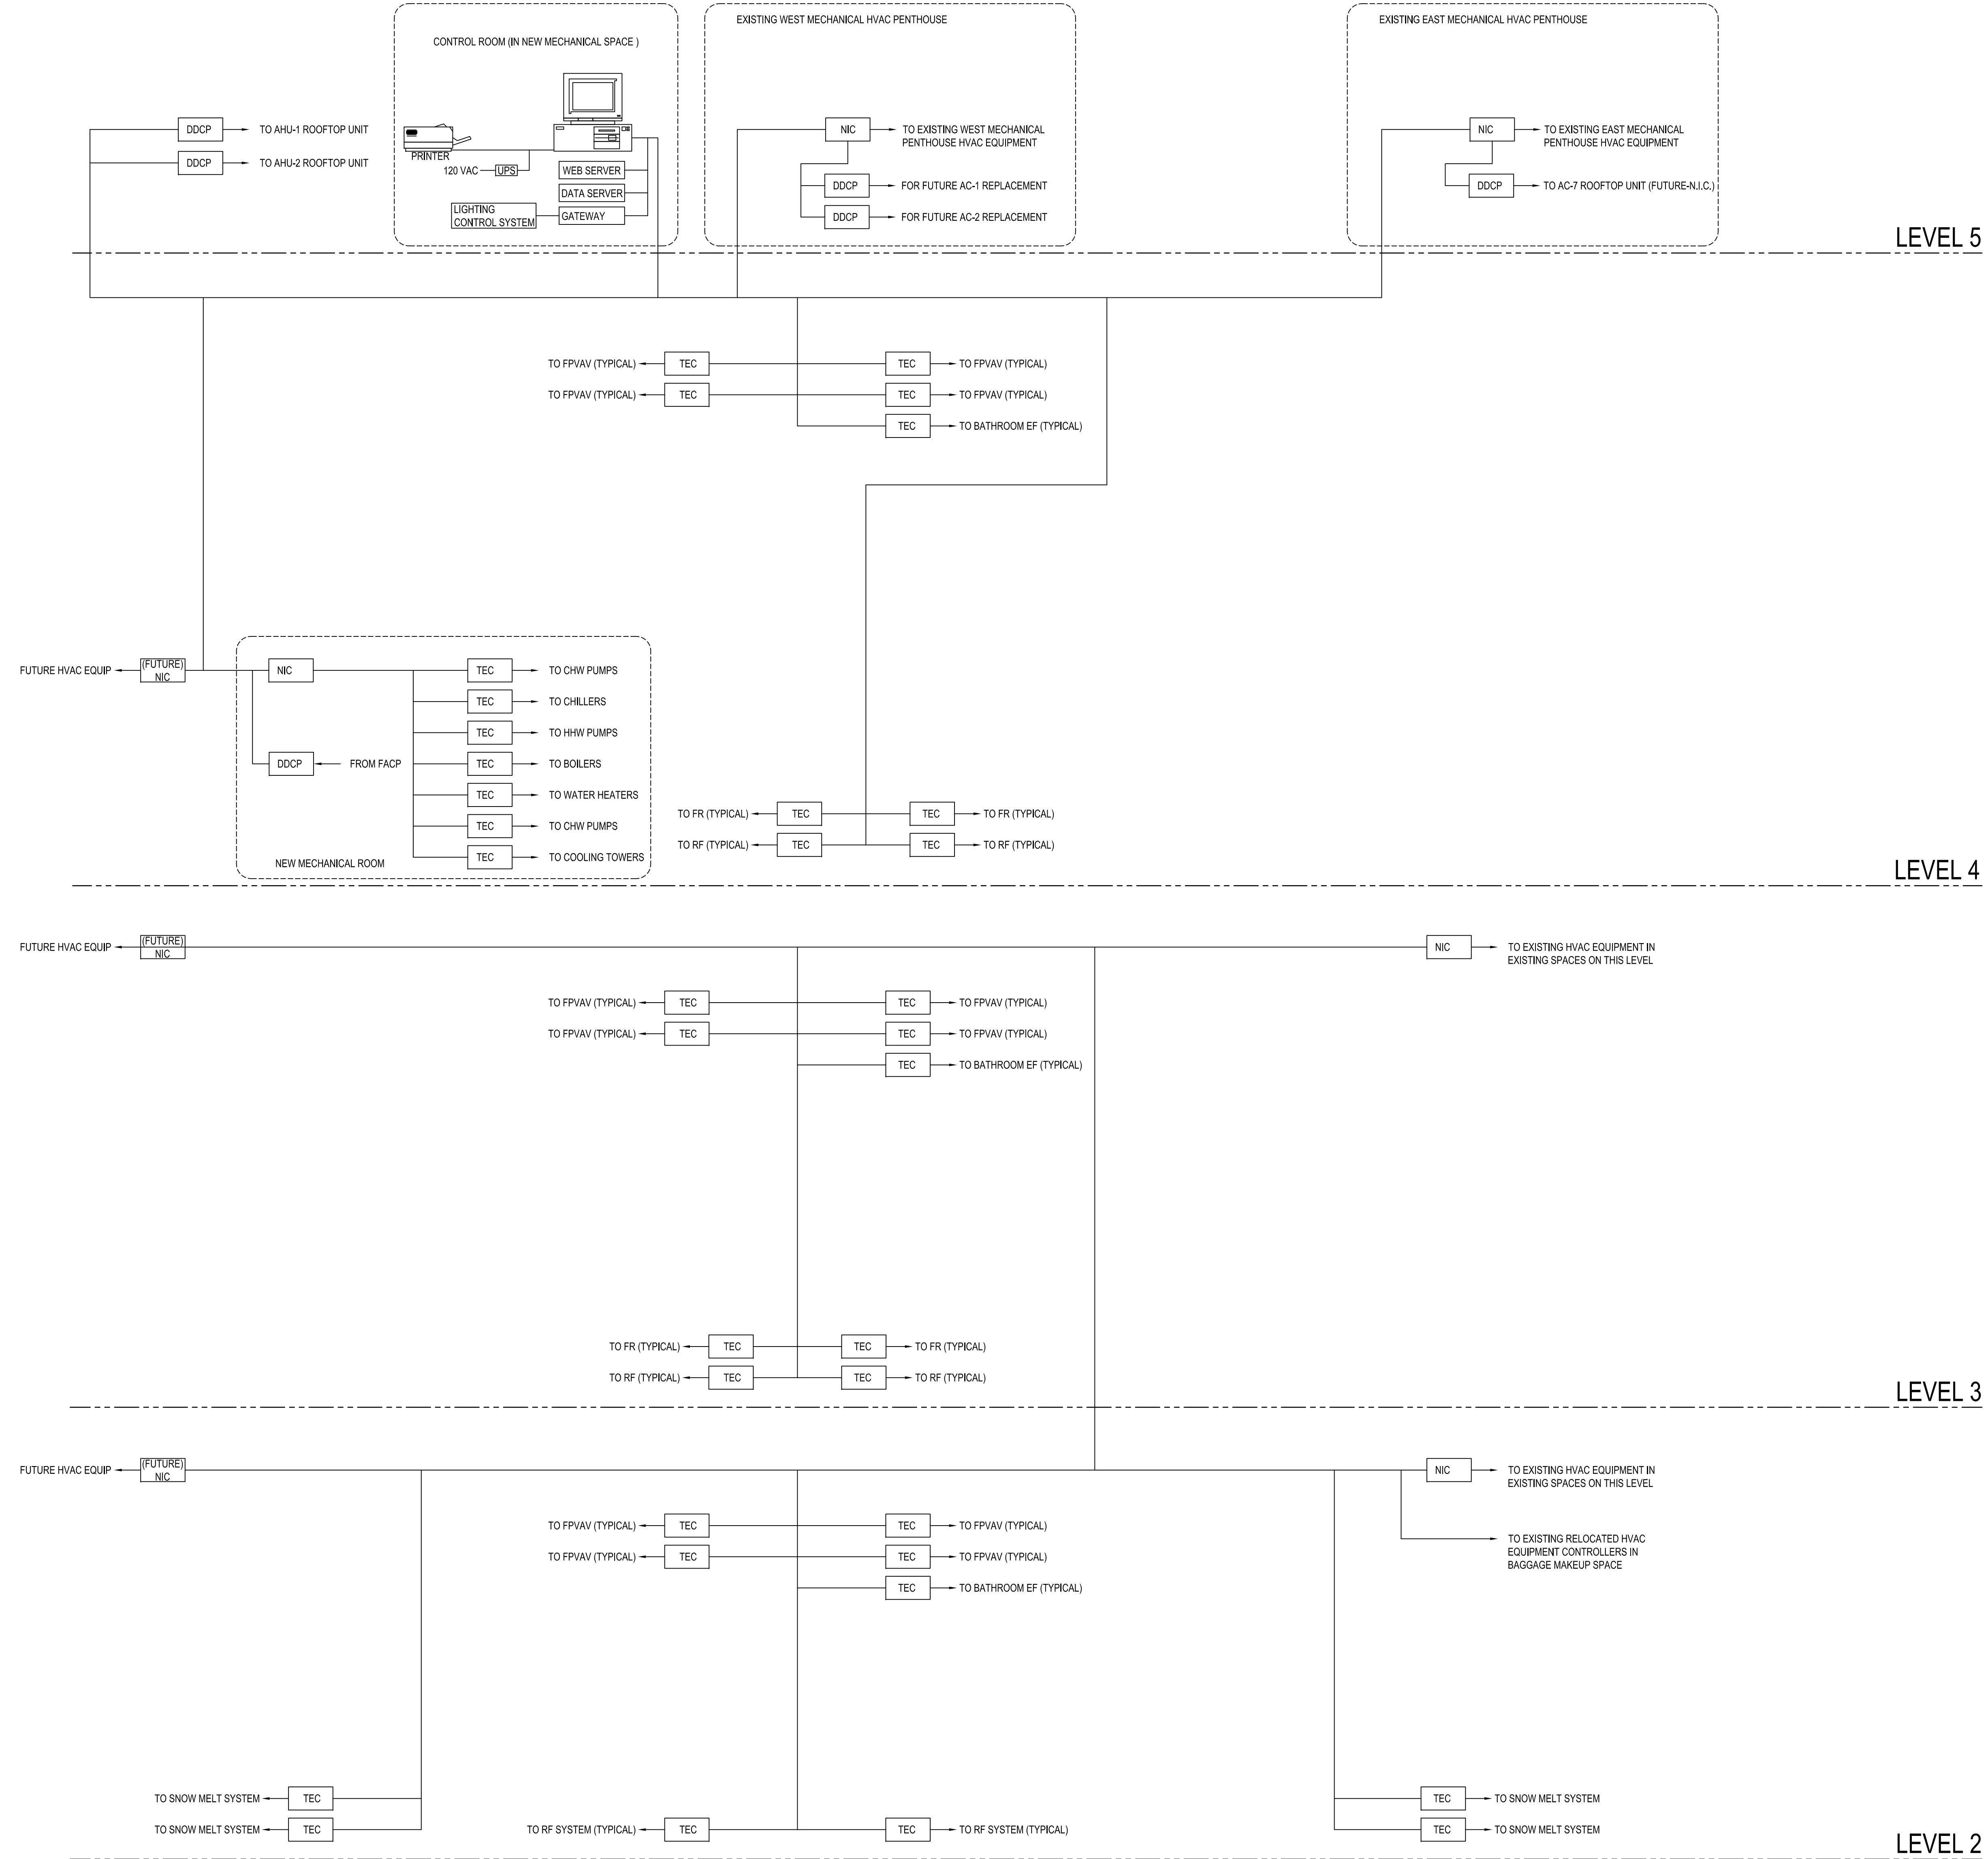 CONTROL ROOM (IN NEW MECHANICAL SPACE )
PRINTER
120 VAC
UPS
WEB SERVER
DATA SERVER
LIGHTING
CONTROL SYSTEM
GATEWAY
EXISTING WEST MECHANICAL HVAC PENTHOUSE
NIC
TO EXISTING WEST MECHANICAL
PENTHOUSE HVAC EQUIPMENT
DDCP
FOR FUTURE AC-1 REPLACEMENT
DDCP
FOR FUTURE AC-2 REPLACEMENT
EXISTING EAST MECHANICAL HVAC PENTHOUSE
NIC
TO EXISTING EAST MECHANICAL
PENTHOUSE HVAC EQUIPMENT
DDCP
TO AC-7 ROOFTOP UNIT (FUTURE-N.I.C.)
DDCP
TO AHU-1 ROOFTOP UNIT
DDCP
TO AHU-2 ROOFTOP UNIT
LEVEL 5
TO FPVAV (TYPICAL)
TEC
TEC
TO FPVAV (TYPICAL)
TO FPVAV (TYPICAL)
TEC
TEC
TO FPVAV (TYPICAL)
TEC
TO BATHROOM EF (TYPICAL)
FUTURE HVAC EQUIP
(FUTURE)
NIC
NIC
TEC
TO CHW PUMPS
TEC
TO CHILLERS
TEC
TO HHW PUMPS
DDCP
FROM FACP
TEC
TO BOILERS
TEC
TO WATER HEATERS
TEC
TO CHW PUMPS
TEC
TO COOLING TOWERS
NEW MECHANICAL ROOM
TO FR (TYPICAL)
TEC
TEC
TO FR (TYPICAL)
TO RF (TYPICAL)
TEC
TEC
TO RF (TYPICAL)
LEVEL 4
FUTURE HVAC EQUIP
(FUTURE)
NIC
NIC
TO EXISTING HVAC EQUIPMENT IN
EXISTING SPACES ON THIS LEVEL
TO FPVAV (TYPICAL)
TEC
TEC
TO FPVAV (TYPICAL)
TO FPVAV (TYPICAL)
TEC
TEC
TO FPVAV (TYPICAL)
TEC
TO BATHROOM EF (TYPICAL)
TO FR (TYPICAL)
TEC
TEC
TO FR (TYPICAL)
TO RF (TYPICAL)
TEC
TEC
TO RF (TYPICAL)
LEVEL 3
FUTURE HVAC EQUIP
(FUTURE)
NIC
NIC
TO EXISTING HVAC EQUIPMENT IN
EXISTING SPACES ON THIS LEVEL
TO FPVAV (TYPICAL)
TEC
TEC
TO FPVAV (TYPICAL)
TO EXISTING RELOCATED HVAC
EQUIPMENT CONTROLLERS IN
BAGGAGE MAKEUP SPACE
TO FPVAV (TYPICAL)
TEC
TEC
TO FPVAV (TYPICAL)
TEC
TO BATHROOM EF (TYPICAL)
TO SNOW MELT SYSTEM
TEC
TEC
TO SNOW MELT SYSTEM
TO SNOW MELT SYSTEM
TEC
TO RF SYSTEM (TYPICAL)
TEC
TEC
TO RF SYSTEM (TYPICAL)
TEC
TO SNOW MELT SYSTEM
LEVEL 2